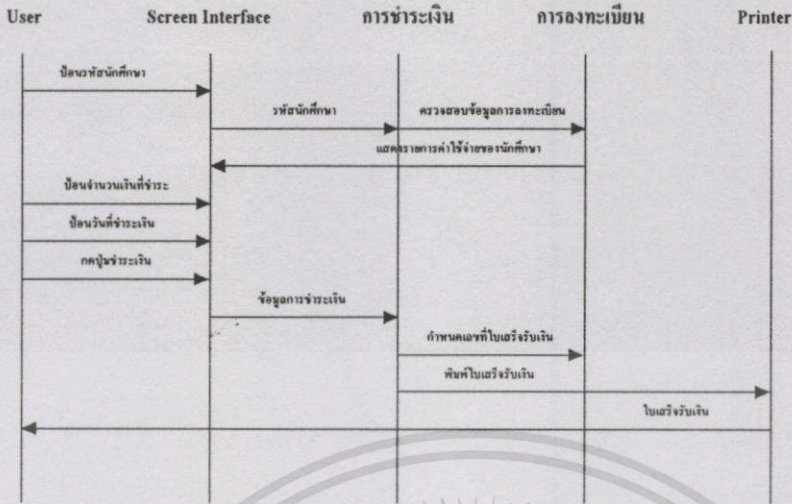 User Screen Interface การชำระเงิน การลงทะเบียน Printer
ป้อนรหัสนักศึกษา
รหัสนักศึกษา ตรวจสอบข้อมูลการลงทะเบียน
แสดงรายการค่าใช้จ่ายของนักศึกษา
ป้อนจำนวนเงินที่ชำระ
ป้อนวันที่ชำระเงิน
กดปุ่มชำระเงิน
ข้อมูลการชำระเงิน
กำหนดเลขที่ใบเสร็จรับเงิน
พิมพ์ใบเสร็จรับเงิน
ใบเสร็จรับเงิน